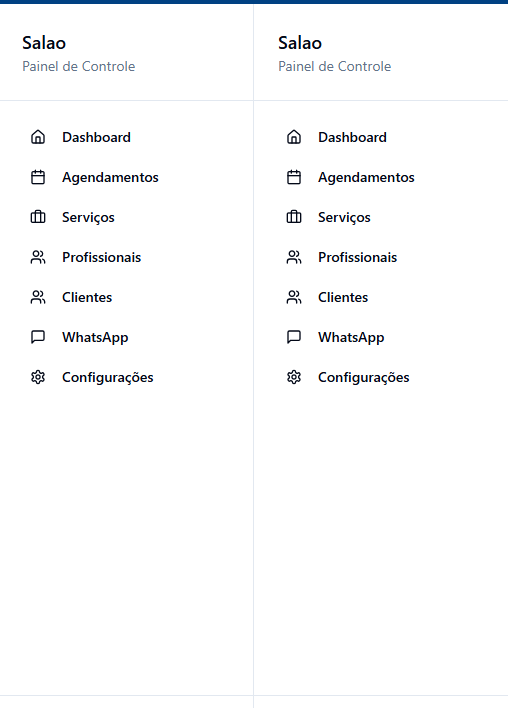 Salao
Painel de Controle
Dashboard
Agendamentos
Serviços
Profissionais
Clientes
WhatsApp
Configurações
Salao
Painel de Controle
Dashboard
Agendamentos
Serviços
Profissionais
Clientes
WhatsApp
Configurações